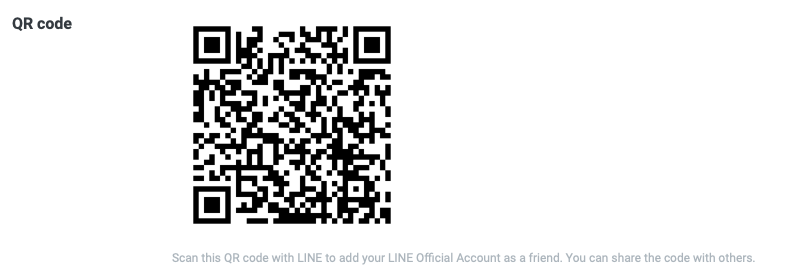 QR code
Scan this QR code with LINE to add your LINE Official Account as a friend. You can share the code with others.